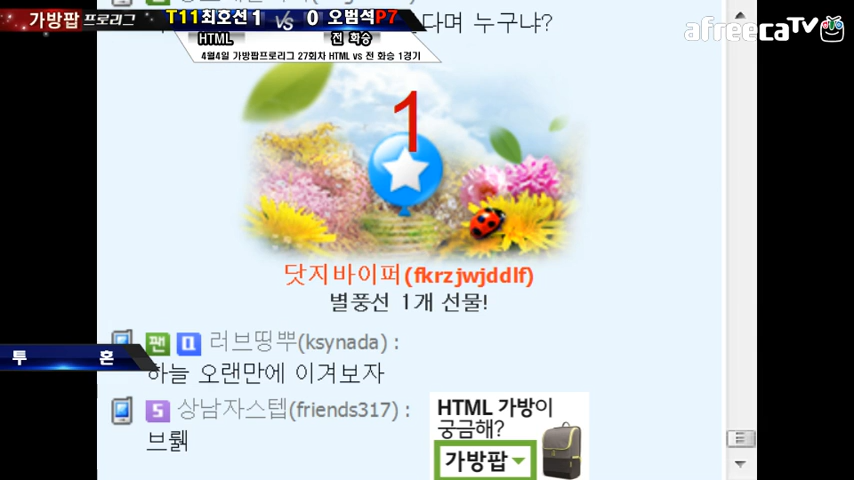 가방팝 프로리그
T11 최호선 1 VS 0 오범석 P7
HTML 전 화승
4월4일 가방팝프로리그 27회차 HTML vs 전 화승 1경기
다며 누구냐?
afreecaTV
1
닷지바이퍼(fkrzjwjddlf)
별풍선 1개 선물!
팬 러브띵뿌(ksynada) :
투 혼
하늘 오랜만에 이겨보자
S 상남자스텝(friends317) :
브뤩
HTML 가방이
궁금해?
가방팝